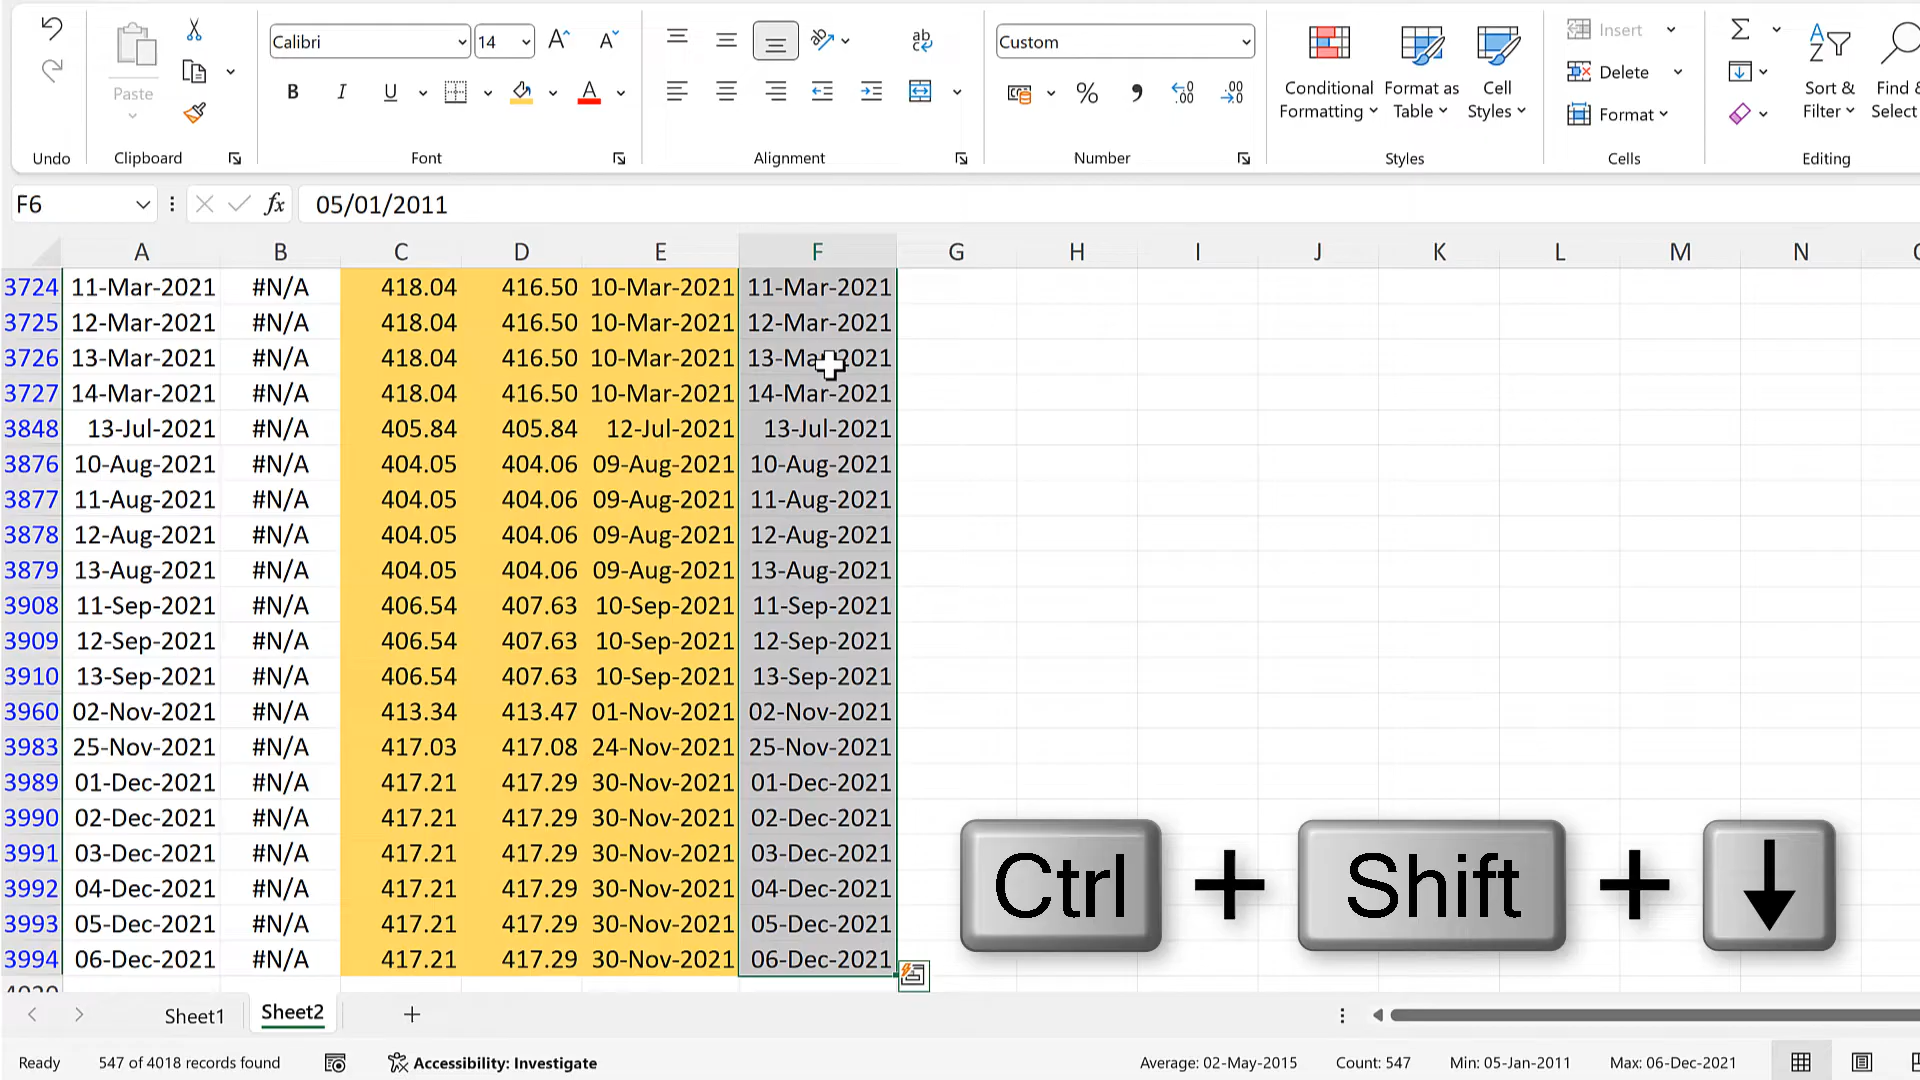 Calibri 14 A A ab Custom Insert Σ
Conditional Formatting Format as Table Cell Styles Delete Sort & Filter Find & Select
Paste B I U A % Format
Undo Clipboard Font Alignment Number Styles Cells Editing
F6 fx 05/01/2011
A B C D E F G H I J K L M N
3724 11-Mar-2021 #N/A 418.04 416.50 10-Mar-2021 11-Mar-2021
3725 12-Mar-2021 #N/A 418.04 416.50 10-Mar-2021 12-Mar-2021
3726 13-Mar-2021 #N/A 418.04 416.50 10-Mar-2021 13-Mar-2021
3727 14-Mar-2021 #N/A 418.04 416.50 10-Mar-2021 14-Mar-2021
3848 13-Jul-2021 #N/A 405.84 405.84 12-Jul-2021 13-Jul-2021
3876 10-Aug-2021 #N/A 404.05 404.06 09-Aug-2021 10-Aug-2021
3877 11-Aug-2021 #N/A 404.05 404.06 09-Aug-2021 11-Aug-2021
3878 12-Aug-2021 #N/A 404.05 404.06 09-Aug-2021 12-Aug-2021
3879 13-Aug-2021 #N/A 404.05 404.06 09-Aug-2021 13-Aug-2021
3908 11-Sep-2021 #N/A 406.54 407.63 10-Sep-2021 11-Sep-2021
3909 12-Sep-2021 #N/A 406.54 407.63 10-Sep-2021 12-Sep-2021
3910 13-Sep-2021 #N/A 406.54 407.63 10-Sep-2021 13-Sep-2021
3960 02-Nov-2021 #N/A 413.34 413.47 01-Nov-2021 02-Nov-2021
3983 25-Nov-2021 #N/A 417.03 417.08 24-Nov-2021 25-Nov-2021
3989 01-Dec-2021 #N/A 417.21 417.29 30-Nov-2021 01-Dec-2021
3990 02-Dec-2021 #N/A 417.21 417.29 30-Nov-2021 02-Dec-2021
3991 03-Dec-2021 #N/A 417.21 417.29 30-Nov-2021 03-Dec-2021
3992 04-Dec-2021 #N/A 417.21 417.29 30-Nov-2021 04-Dec-2021
3993 05-Dec-2021 #N/A 417.21 417.29 30-Nov-2021 05-Dec-2021
3994 06-Dec-2021 #N/A 417.21 417.29 30-Nov-2021 06-Dec-2021
Ctrl + Shift + ↓
Sheet1 Sheet2 +
Ready 547 of 4018 records found Accessibility: Investigate Average: 02-May-2015 Count: 547 Min: 05-Jan-2011 Max: 06-Dec-2021